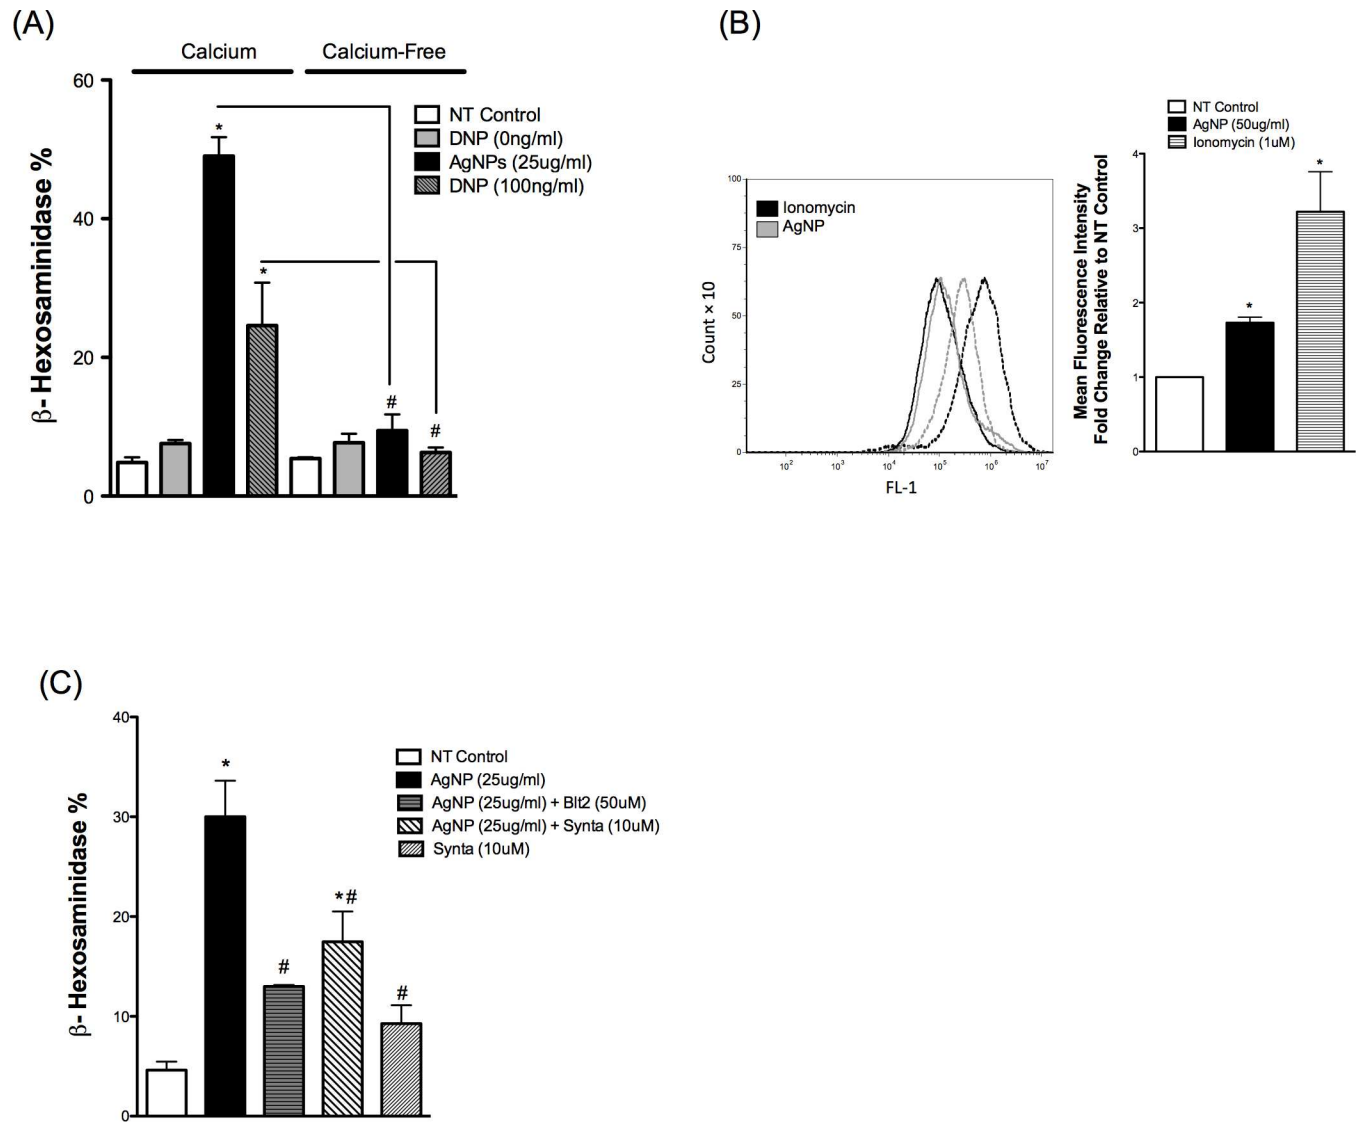 (A)
Calcium
Calcium-Free
60
40
20
0
β- Hexosaminidase %
NT Control
DNP (0ng/ml)
AgNPs (25ug/ml)
DNP (100ng/ml)
*
*
#
#
(B)
100
75
50
25
0
Count × 10
Ionomycin
AgNP
10²
10³
10⁴
10⁵
10⁶
10⁷
FL-1
NT Control
AgNP (50ug/ml)
Ionomycin (1uM)
4
3
2
1
0
Mean Fluorescence Intensity
Fold Change Relative to NT Control
*
*
(C)
40
30
20
10
0
β- Hexosaminidase %
NT Control
AgNP (25ug/ml)
AgNP (25ug/ml) + Blt2 (50uM)
AgNP (25ug/ml) + Synta (10uM)
Synta (10uM)
*
#
*#
#